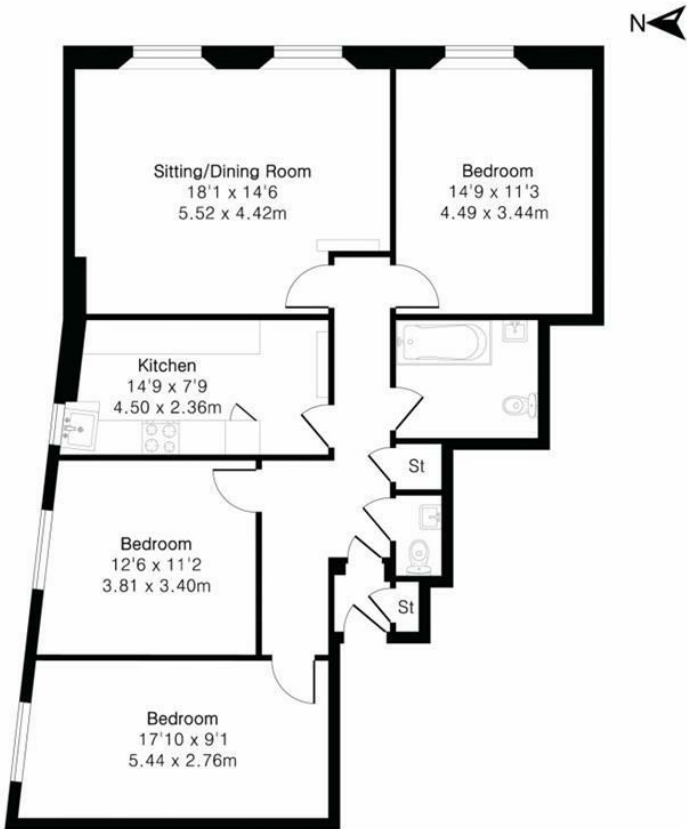 N
Sitting/Dining Room
18'1 x 14'6
5.52 x 4.42m
Bedroom
14'9 x 11'3
4.49 x 3.44m
Kitchen
14'9 x 7'9
4.50 x 2.36m
St
Bedroom
12'6 x 11'2
3.81 x 3.40m
St
Bedroom
17'10 x 9'1
5.44 x 2.76m